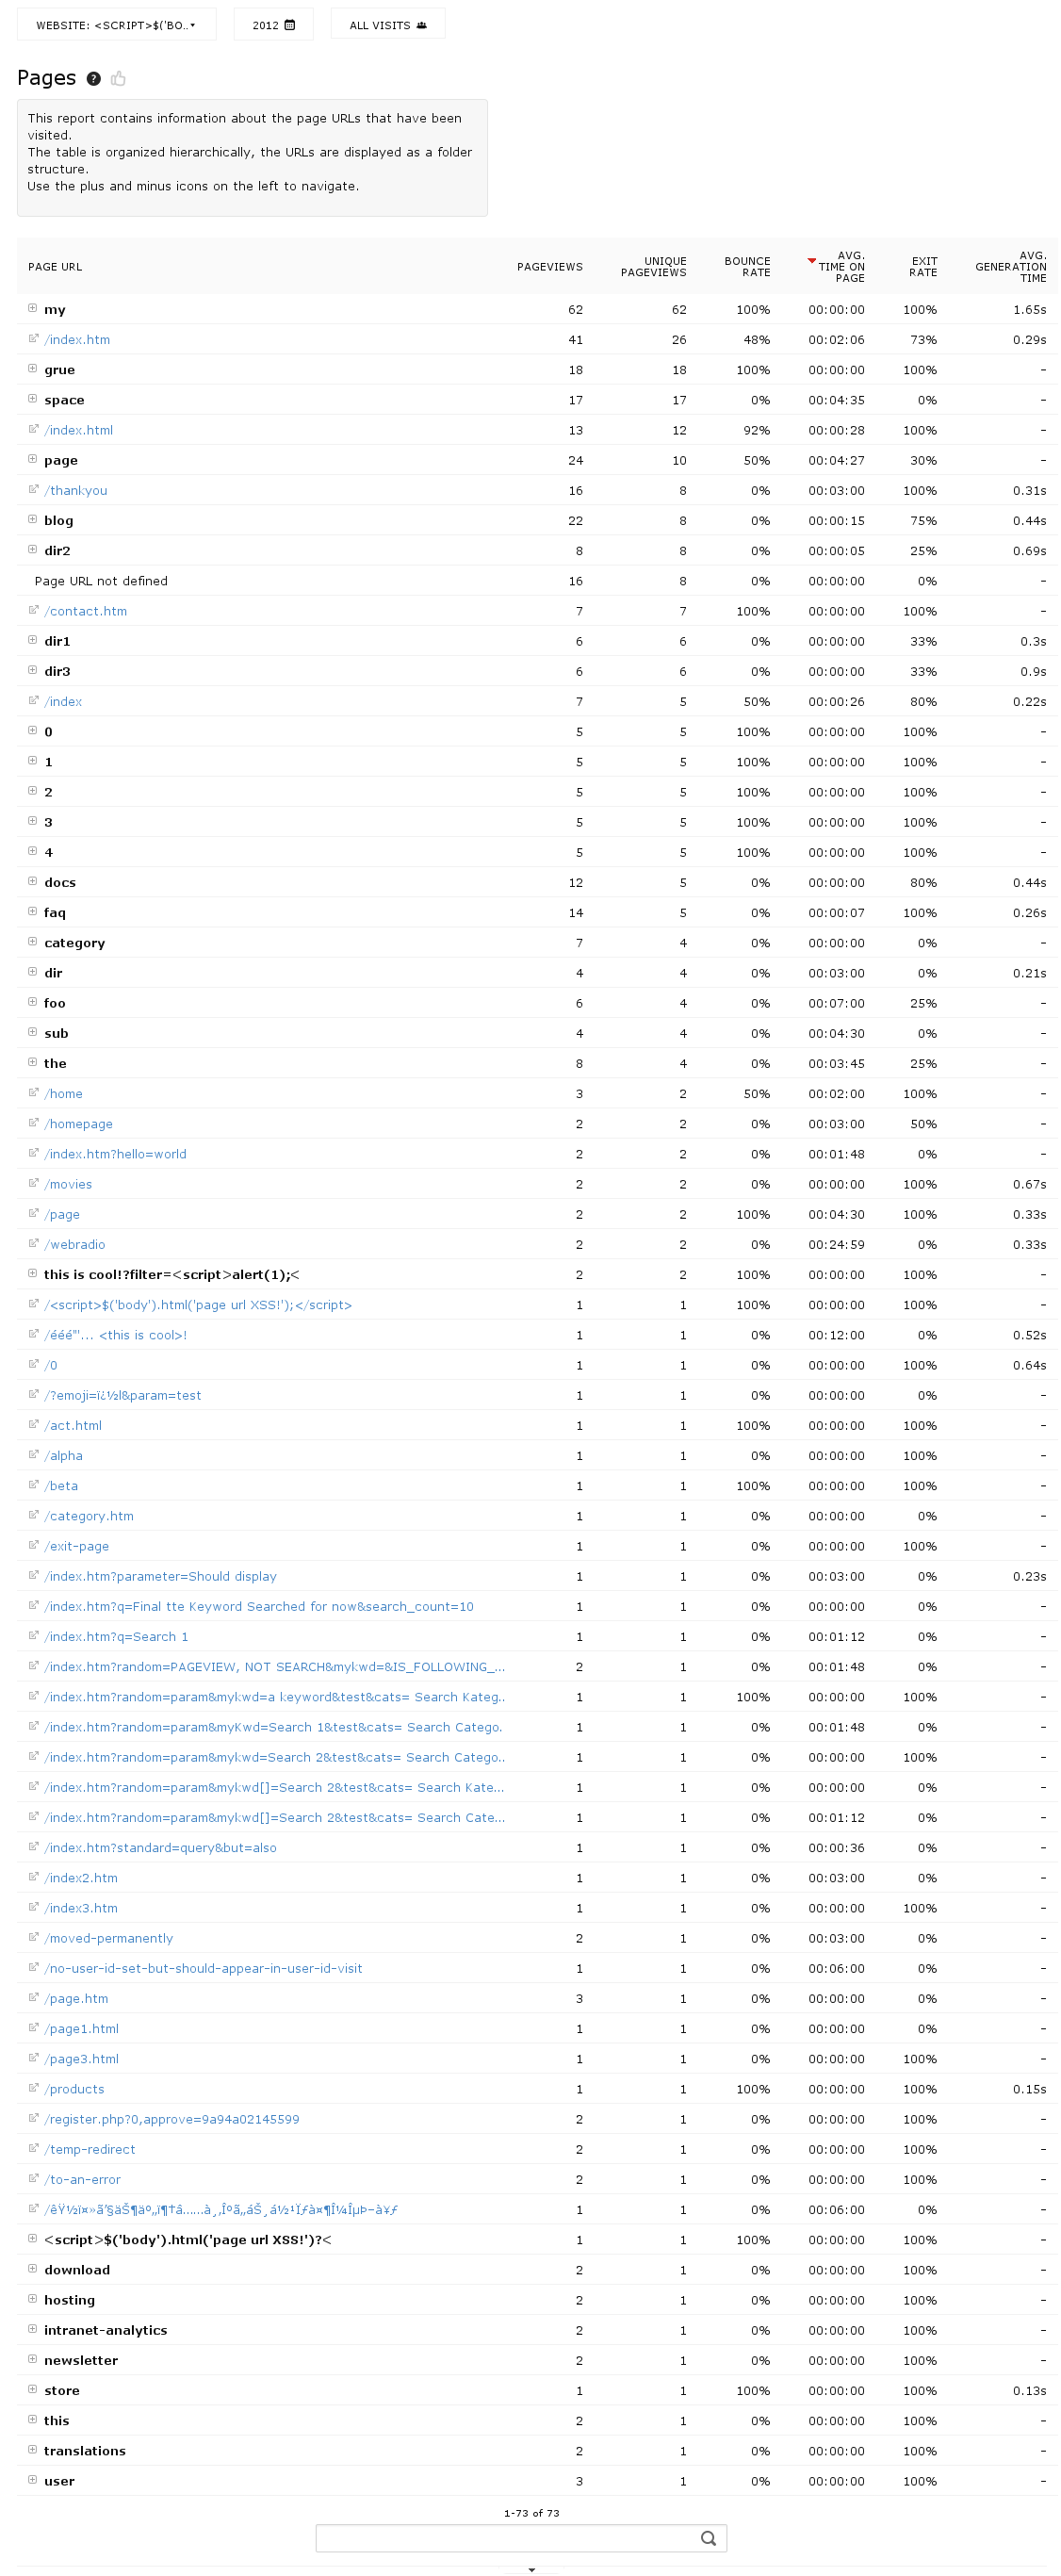 WEBSITE: <SCRIPT>$('BO.. 2012 ALL VISITS
Pages
This report contains information about the page URLs that have been
visited.
The table is organized hierarchically, the URLs are displayed as a folder
structure.
Use the plus and minus icons on the left to navigate.
PAGE URL PAGEVIEWS UNIQUE PAGEVIEWS BOUNCE RATE AVG. TIME ON PAGE EXIT RATE AVG. GENERATION TIME
my 62 62 100% 00:00:00 100% 1.65s
/index.htm 41 26 48% 00:02:06 73% 0.29s
grue 18 18 100% 00:00:00 100% -
space 17 17 0% 00:04:35 0% -
/index.html 13 12 92% 00:00:28 100% -
page 24 10 50% 00:04:27 30% -
/thankyou 16 8 0% 00:03:00 100% 0.31s
blog 22 8 0% 00:00:15 75% 0.44s
dir2 8 8 0% 00:00:05 25% 0.69s
Page URL not defined 16 8 0% 00:00:00 0% -
/contact.htm 7 7 100% 00:00:00 100% -
dir1 6 6 0% 00:00:00 33% 0.3s
dir3 6 6 0% 00:00:00 33% 0.9s
/index 7 5 50% 00:00:26 80% 0.22s
0 5 5 100% 00:00:00 100% -
1 5 5 100% 00:00:00 100% -
2 5 5 100% 00:00:00 100% -
3 5 5 100% 00:00:00 100% -
4 5 5 100% 00:00:00 100% -
docs 12 5 0% 00:00:00 80% 0.44s
faq 14 5 0% 00:00:07 100% 0.26s
category 7 4 0% 00:00:00 0% -
dir 4 4 0% 00:03:00 0% 0.21s
foo 6 4 0% 00:07:00 25% -
sub 4 4 0% 00:04:30 0% -
the 8 4 0% 00:03:45 25% -
/home 3 2 50% 00:02:00 100% -
/homepage 2 2 0% 00:03:00 50% -
/index.htm?hello=world 2 2 0% 00:01:48 0% -
/movies 2 2 0% 00:00:00 100% 0.67s
/page 2 2 100% 00:04:30 100% 0.33s
/webradio 2 2 0% 00:24:59 0% 0.33s
this is cool!?filter=<script>alert(1);< 2 2 100% 00:00:00 100% -
/<script>$('body').html('page url XSS!');</script> 1 1 100% 00:00:00 100% -
/ééé"'... <this is cool>! 1 1 0% 00:12:00 0% 0.52s
/0 1 1 0% 00:00:00 100% 0.64s
/?emoji=ï¿½l&param=test 1 1 0% 00:00:00 0% -
/act.html 1 1 100% 00:00:00 100% -
/alpha 1 1 0% 00:00:00 100% -
/beta 1 1 100% 00:00:00 100% -
/category.htm 1 1 0% 00:00:00 0% -
/exit-page 1 1 0% 00:00:00 100% -
/index.htm?parameter=Should display 1 1 0% 00:03:00 0% 0.23s
/index.htm?q=Final tte Keyword Searched for now&search_count=10 1 1 0% 00:00:00 0% -
/index.htm?q=Search 1 1 1 0% 00:01:12 0% -
/index.htm?random=PAGEVIEW, NOT SEARCH&mykwd=&IS_FOLLOWING_... 2 1 0% 00:01:48 0% -
/index.htm?random=param&mykwd=a keyword&test&cats= Search Kateg.. 1 1 100% 00:00:00 100% -
/index.htm?random=param&myKwd=Search 1&test&cats= Search Catego. 1 1 0% 00:01:48 0% -
/index.htm?random=param&mykwd=Search 2&test&cats= Search Catego.. 1 1 0% 00:00:00 100% -
/index.htm?random=param&mykwd[]=Search 2&test&cats= Search Kate... 1 1 0% 00:00:00 0% -
/index.htm?random=param&mykwd[]=Search 2&test&cats= Search Cate... 1 1 0% 00:01:12 0% -
/index.htm?standard=query&but=also 1 1 0% 00:00:36 0% -
/index2.htm 1 1 0% 00:03:00 0% -
/index3.htm 1 1 0% 00:00:00 100% -
/moved-permanently 2 1 0% 00:03:00 0% -
/no-user-id-set-but-should-appear-in-user-id-visit 1 1 0% 00:06:00 0% -
/page.htm 3 1 0% 00:00:00 0% -
/page1.html 1 1 0% 00:00:00 0% -
/page3.html 1 1 0% 00:00:00 100% -
/products 1 1 100% 00:00:00 100% 0.15s
/register.php?0,approve=9a94a02145599 2 1 0% 00:00:00 100% -
/temp-redirect 2 1 0% 00:00:00 100% -
/to-an-error 2 1 0% 00:00:00 100% -
1 1 0% 00:06:00 0% -
<script>$('body').html('page url XSS!')?< 1 1 100% 00:00:00 100% -
download 2 1 0% 00:00:00 100% -
hosting 2 1 0% 00:00:00 100% -
intranet-analytics 2 1 0% 00:00:00 100% -
newsletter 2 1 0% 00:00:00 100% -
store 1 1 100% 00:00:00 100% 0.13s
this 2 1 0% 00:00:00 100% -
translations 2 1 0% 00:00:00 100% -
user 3 1 0% 00:00:00 100% -
1-73 of 73